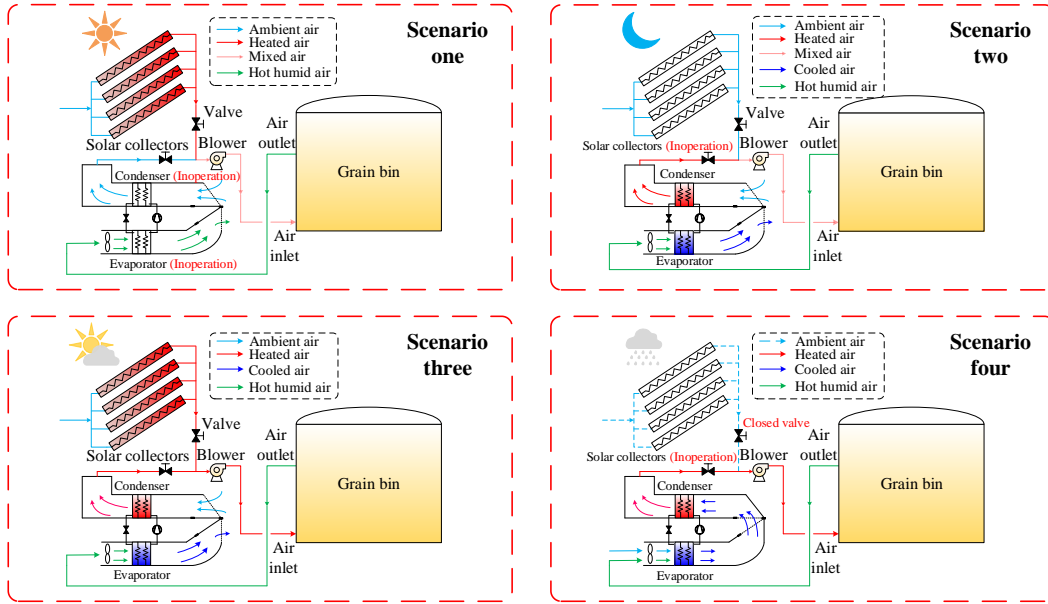 Ambient air
Heated air
Mixed air
Hot humid air
Scenario
one
Valve
Air
outlet
Solar collectors
Blower
Condenser (Inoperation)
Grain bin
Evaporator (Inoperation)
Air
inlet
Ambient air
Heated air
Mixed air
Cooled air
Hot humid air
Scenario
two
Valve
Air
outlet
Solar collectors (Inoperation)
Blower
Condenser
Grain bin
Evaporator
Air
inlet
Ambient air
Heated air
Cooled air
Hot humid air
Scenario
three
Valve
Air
outlet
Solar collectors
Blower
Condenser
Grain bin
Evaporator
Air
inlet
Ambient air
Heated air
Cooled air
Hot humid air
Scenario
four
Closed valve
Air
outlet
Solar collectors (Inoperation)
Blower
Condenser
Grain bin
Evaporator
Air
inlet